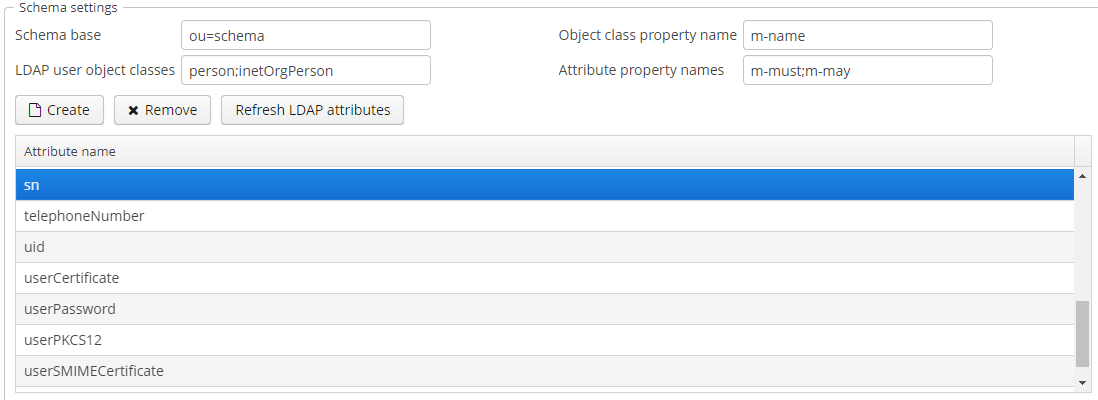 Schema settings
Schema base ou=schema Object class property name m-name
LDAP user object classes person;inetOrgPerson Attribute property names m-must;m-may
Create Remove Refresh LDAP attributes
Attribute name
sn
telephoneNumber
uid
userCertificate
userPassword
userPKCS12
userSMIMECertificate